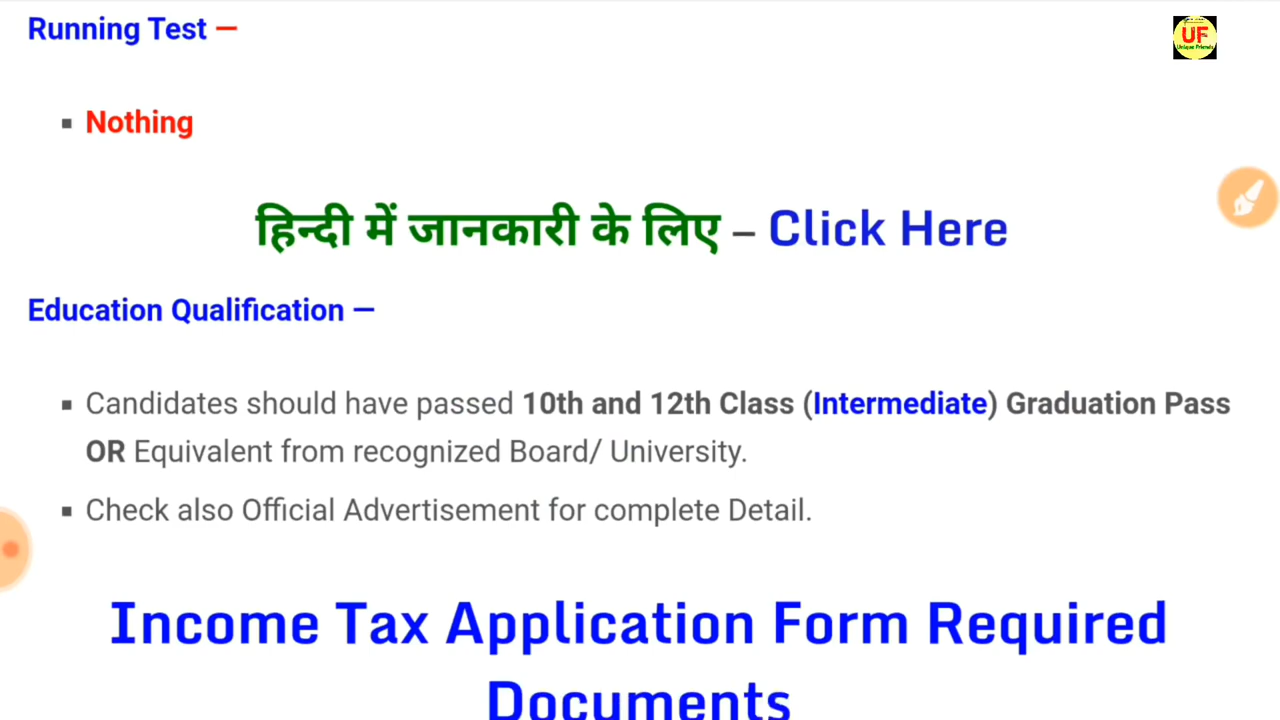 Running Test —
UF
Unique Friends
Nothing
हिन्दी में जानकारी के लिए – Click Here
Education Qualification —
Candidates should have passed 10th and 12th Class (Intermediate) Graduation Pass
OR Equivalent from recognized Board/ University.
Check also Official Advertisement for complete Detail.
Income Tax Application Form Required
Documents